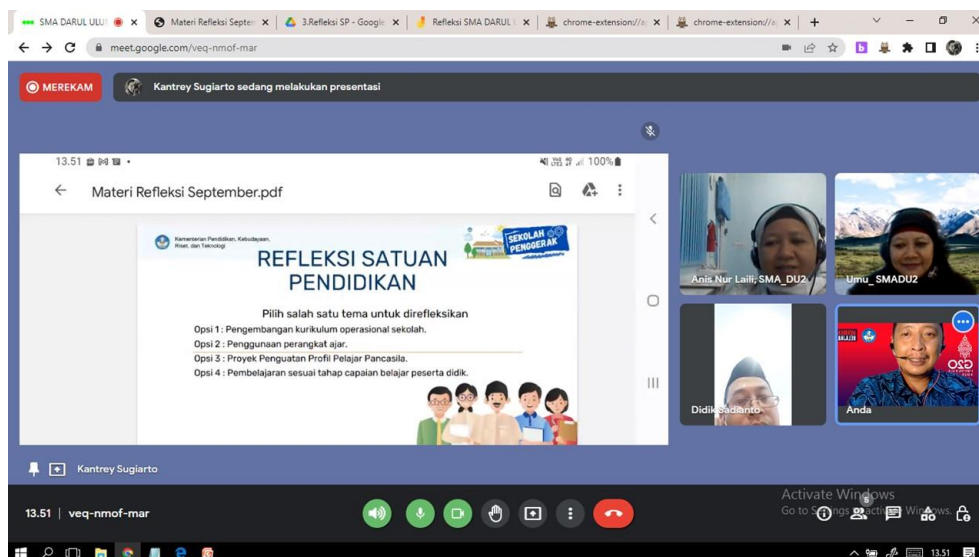 SMA DARUL ULU
Materi Refleksi Septem
3.Refleksi SP - Google
Refleksi SMA DARUL
chrome-extension://a
chrome-extension://a
meet.google.com/veq-nmof-mar
MEREKAM
Kantrey Sugiarto sedang melakukan presentasi
13.51
100%
Materi Refleksi September.pdf
Kementerian Pendidikan, Kebudayaan,
Riset, dan Teknologi
SEKOLAH
PENGGERAK
REFLEKSI SATUAN
PENDIDIKAN
Pilih salah satu tema untuk direfleksikan
Opsi 1 : Pengembangan kurikulum operasional sekolah.
Opsi 2 : Penggunaan perangkat ajar.
Opsi 3 : Proyek Penguatan Profil Pelajar Pancasila.
Opsi 4 : Pembelajaran sesuai tahap capaian belajar peserta didik.
Anis Nur Laili, SMA_DU2
Umu_ SMADU2
Didik Sadianto
G20
Anda
Kantrey Sugiarto
13.51 | veq-nmof-mar
5
Activate Windows
Go to Settings to activate Windows.
13.51